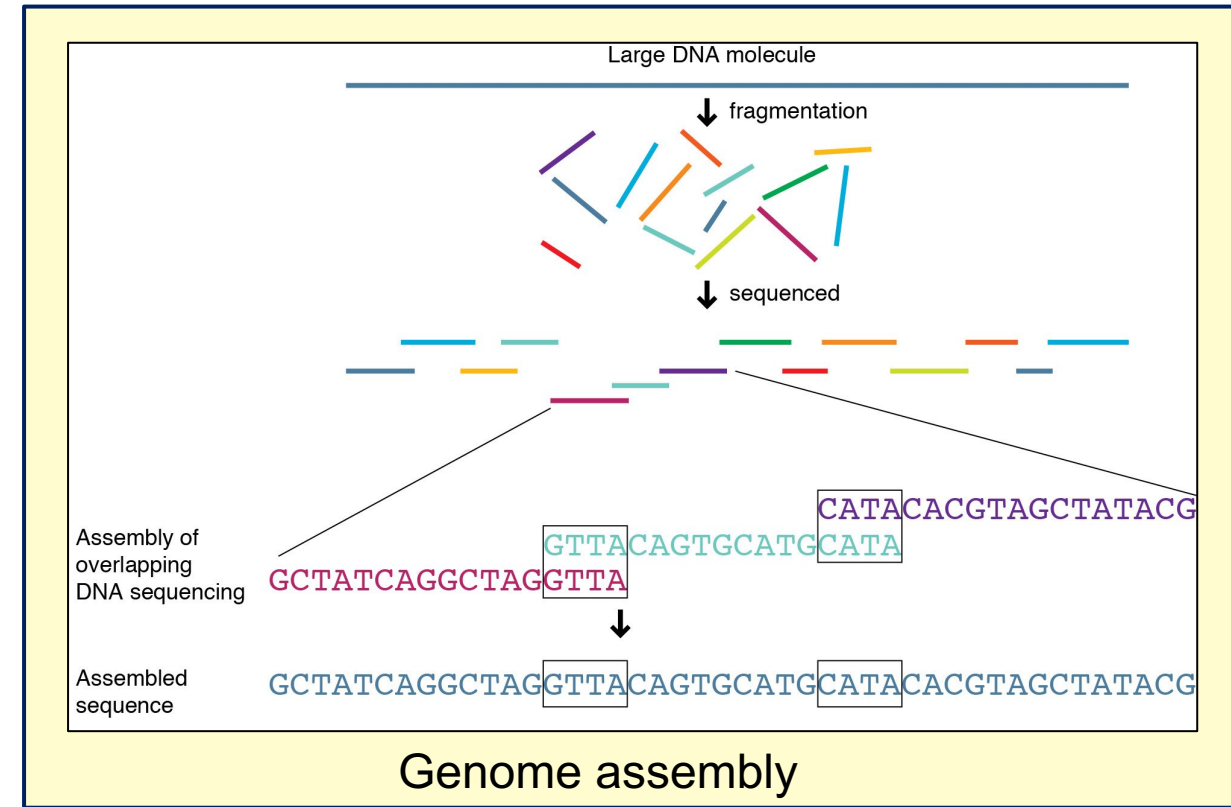 Large DNA molecule
fragmentation
sequenced
CATACACGTAGCTATACG
GTTACAGTGCATGCATA
GCTATCAGGCTAGGTTA
Assembly of
overlapping
DNA sequencing
Assembled
sequence
GCTATCAGGCTAGGTTACAGTGCATGCATACACGTAGCTATACG
Genome assembly